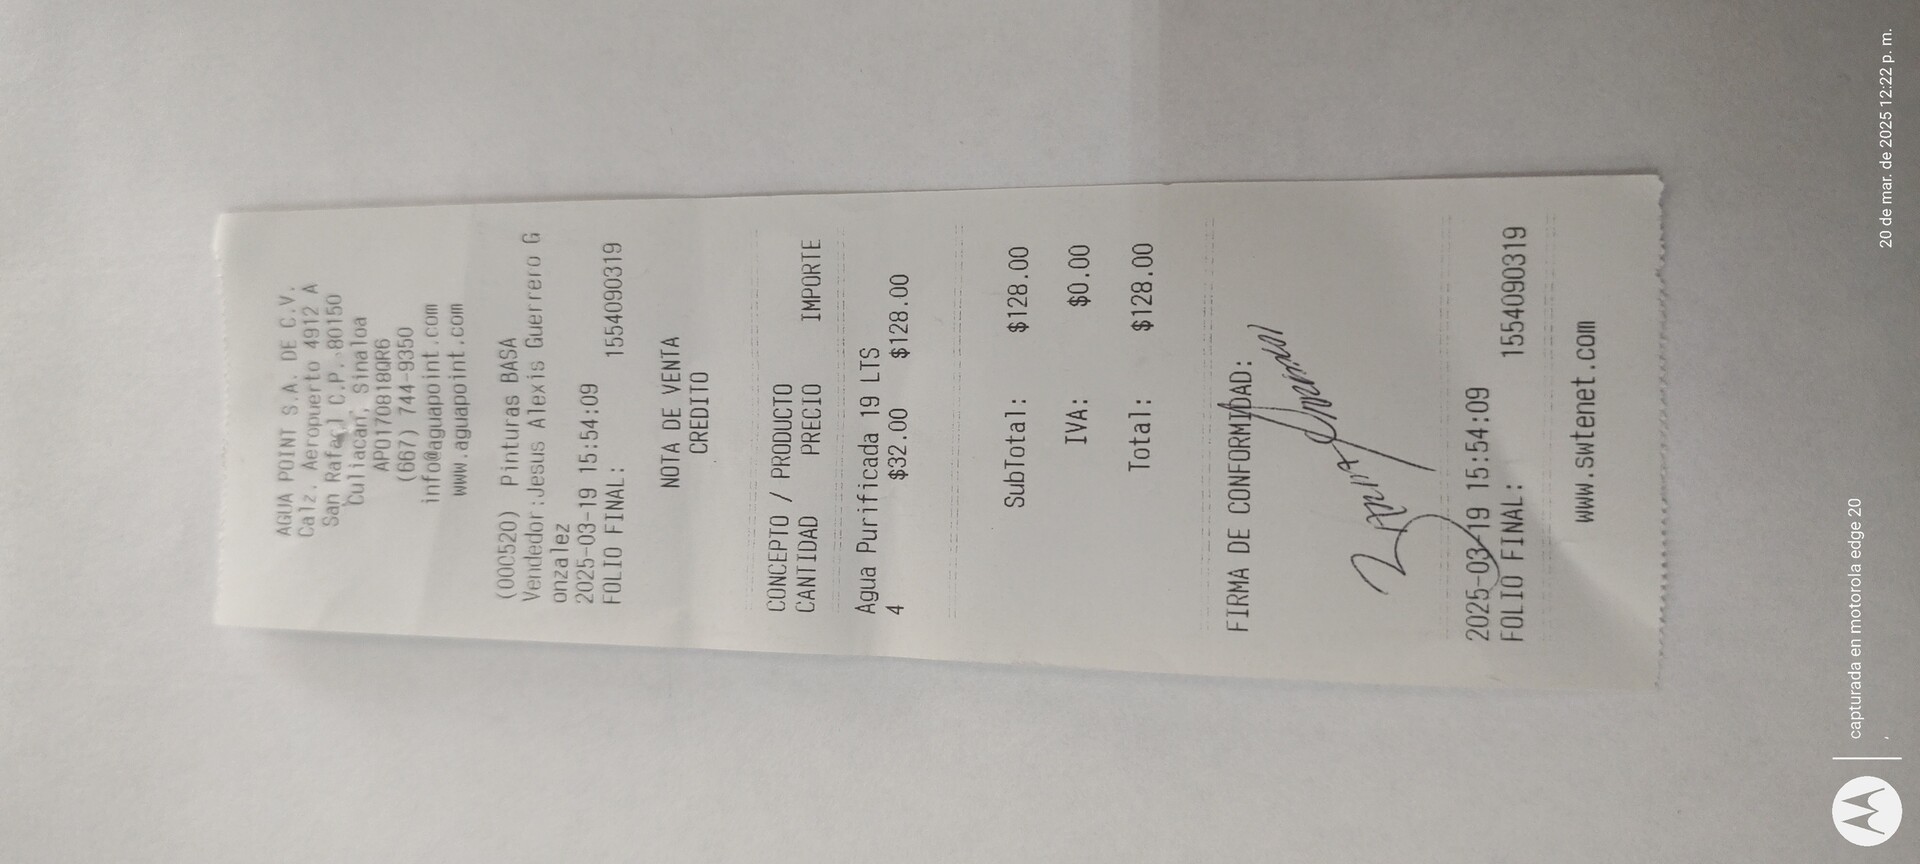 AGUA POINT S.A. DE C.V.
Calz. Aeropuerto 4912 A
San Rafael C.P. 80150
Culiacan, Sinaloa
APO170818QR6
(667) 744-9350
info@aguapoint.com
www.aguapoint.com
(000520) Pinturas BASA
Vendedor:Jesus Alexis Guerrero G
onzalez
2025-03-19 15:54:09
FOLIO FINAL: 1554090319
NOTA DE VENTA
CREDITO
CONCEPTO / PRODUCTO
CANTIDAD PRECIO IMPORTE
Agua Purificada 19 LTS
4 $32.00 $128.00
SubTotal: $128.00
IVA: $0.00
Total: $128.00
FIRMA DE CONFORMIDAD:
2025-03-19 15:54:09
FOLIO FINAL: 1554090319
www.swtenet.com
capturada en motorola edge 20
20 de mar. de 2025 12:22 p. m.